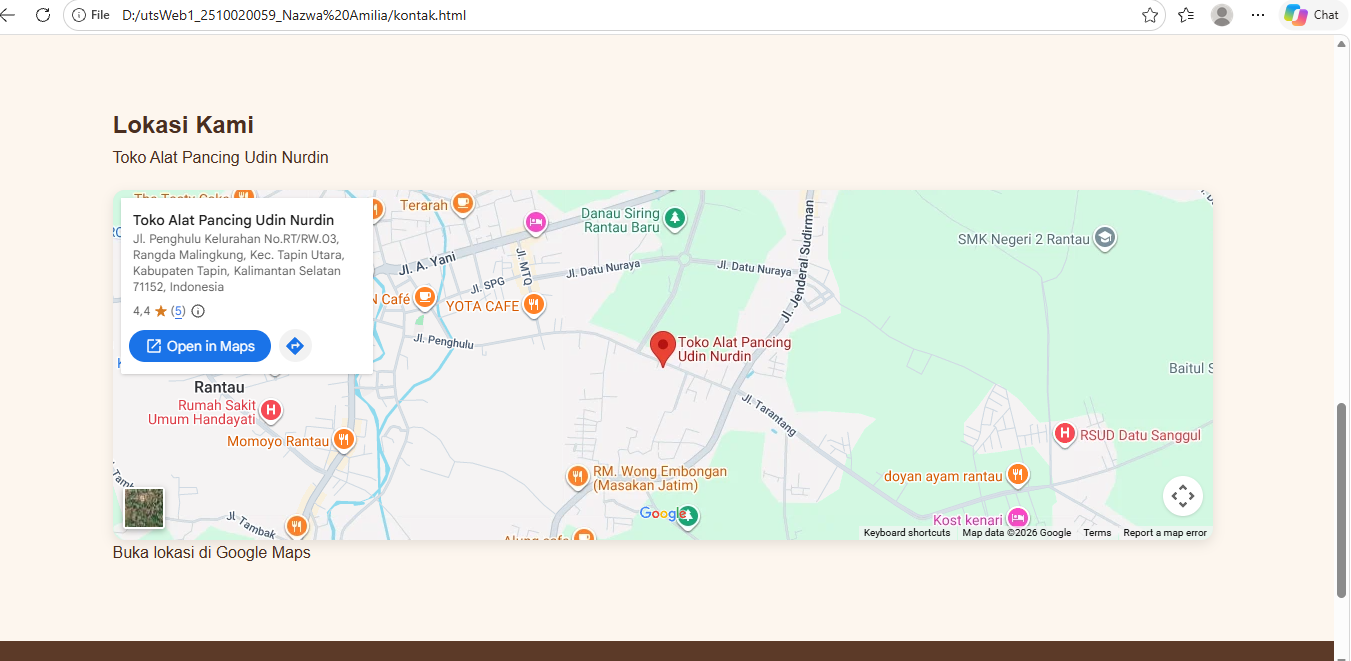 File
D:/utsWeb1_2510020059_Nazwa%20Amilia/kontak.html
Chat
Lokasi Kami
Toko Alat Pancing Udin Nurdin
Toko Alat Pancing Udin Nurdin
Jl. Penghulu Kelurahan No.RT/RW.03,
Rangda Malingkung, Kec. Tapin Utara,
Kabupaten Tapin, Kalimantan Selatan
71152, Indonesia
4,4 (5)
Open in Maps
Terarah
Danau Siring
Rantau Baru
SMK Negeri 2 Rantau
Jl. A. Yani
Jl. MTQ
Jl. SPG
Jl. Datu Nuraya
Jl. Datu Nuraya
Jl. Jenderal Sudirman
Café
YOTA CAFE
Jl. Penghulu
Toko Alat Pancing
Udin Nurdin
Baitul
Rantau
Rumah Sakit
Umum Handayati
Momoyo Rantau
Jl. Tarantang
RSUD Datu Sanggul
RM. Wong Embongan
(Masakan Jatim)
doyan ayam rantau
Google
Kost kenari
Jl. Tambak
Keyboard shortcuts
Map data ©2026 Google
Terms
Report a map error
Buka lokasi di Google Maps